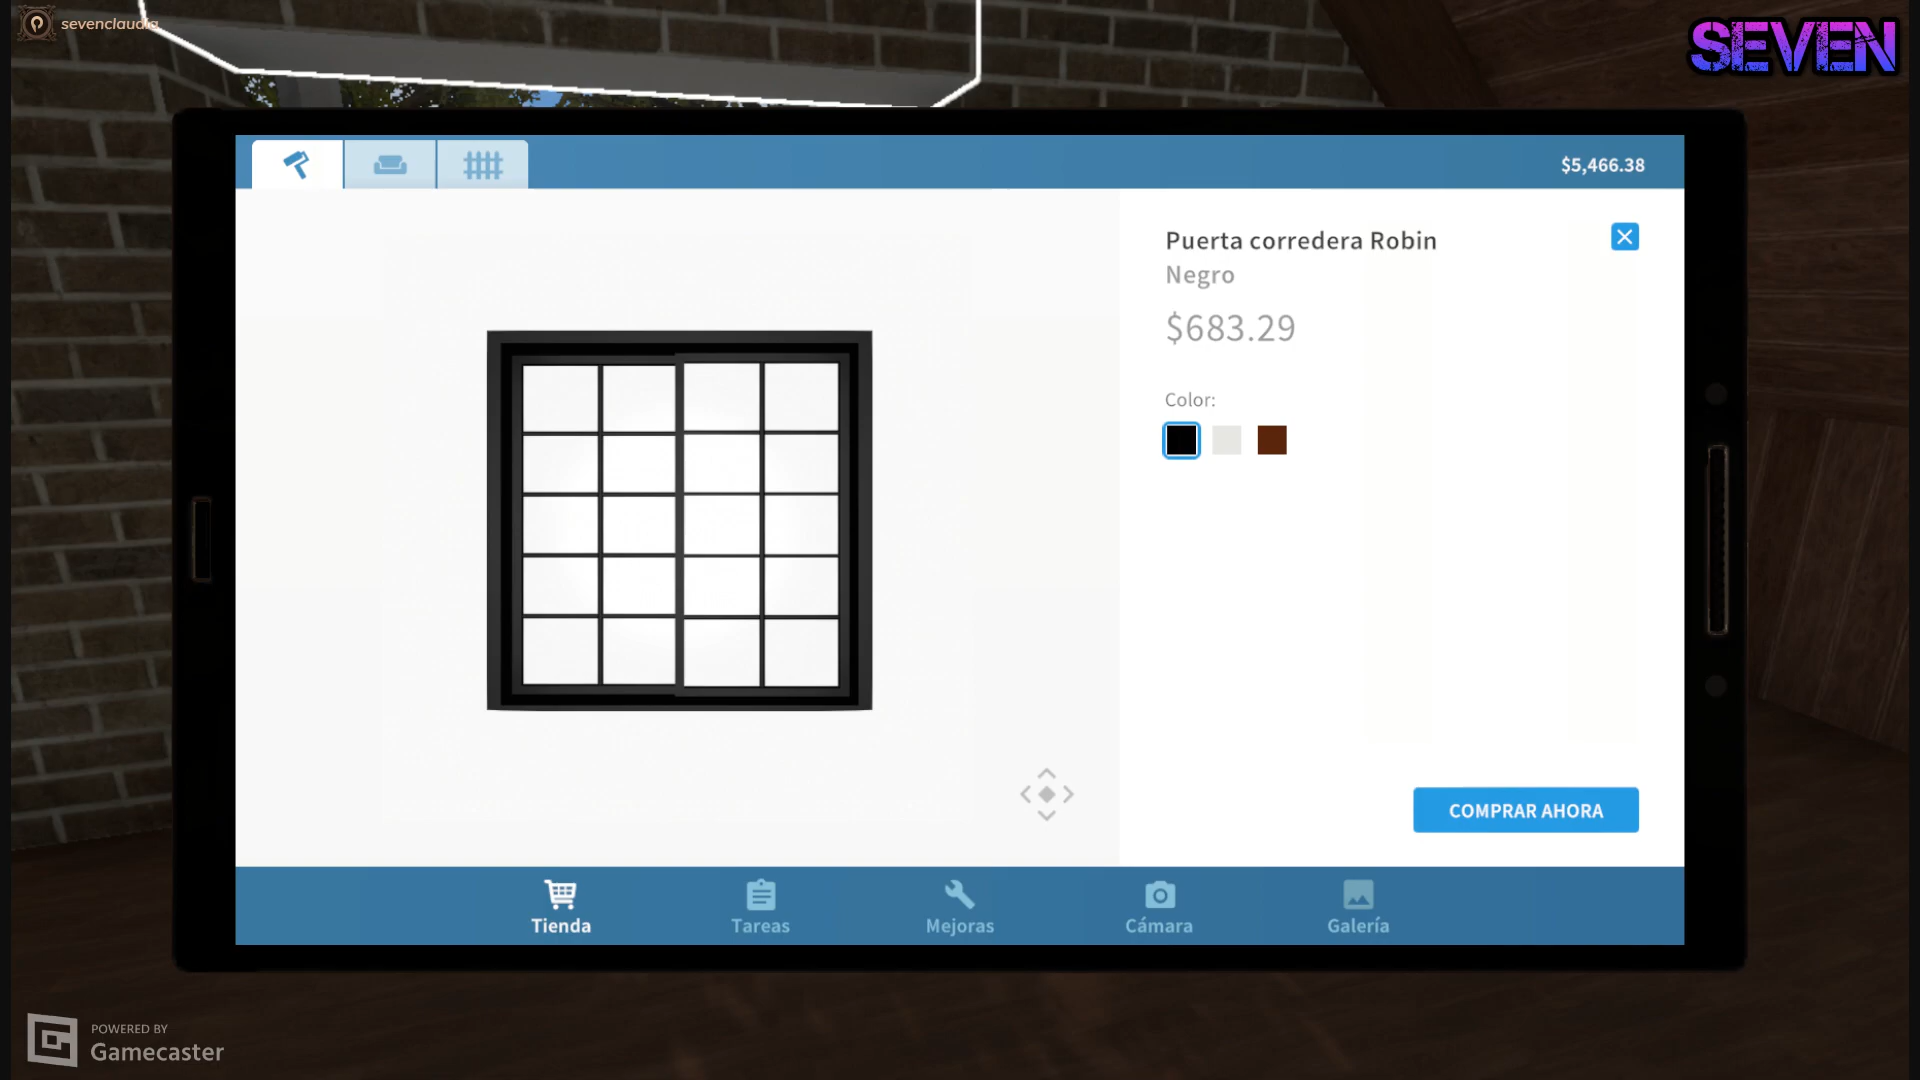 sevenclaudia
SEVEN
$5,466.38
Puerta corredera Robin
Negro
$683.29
Color:
COMPRAR AHORA
Tienda
Tareas
Mejoras
Cámara
Galería
POWERED BY
Gamecaster